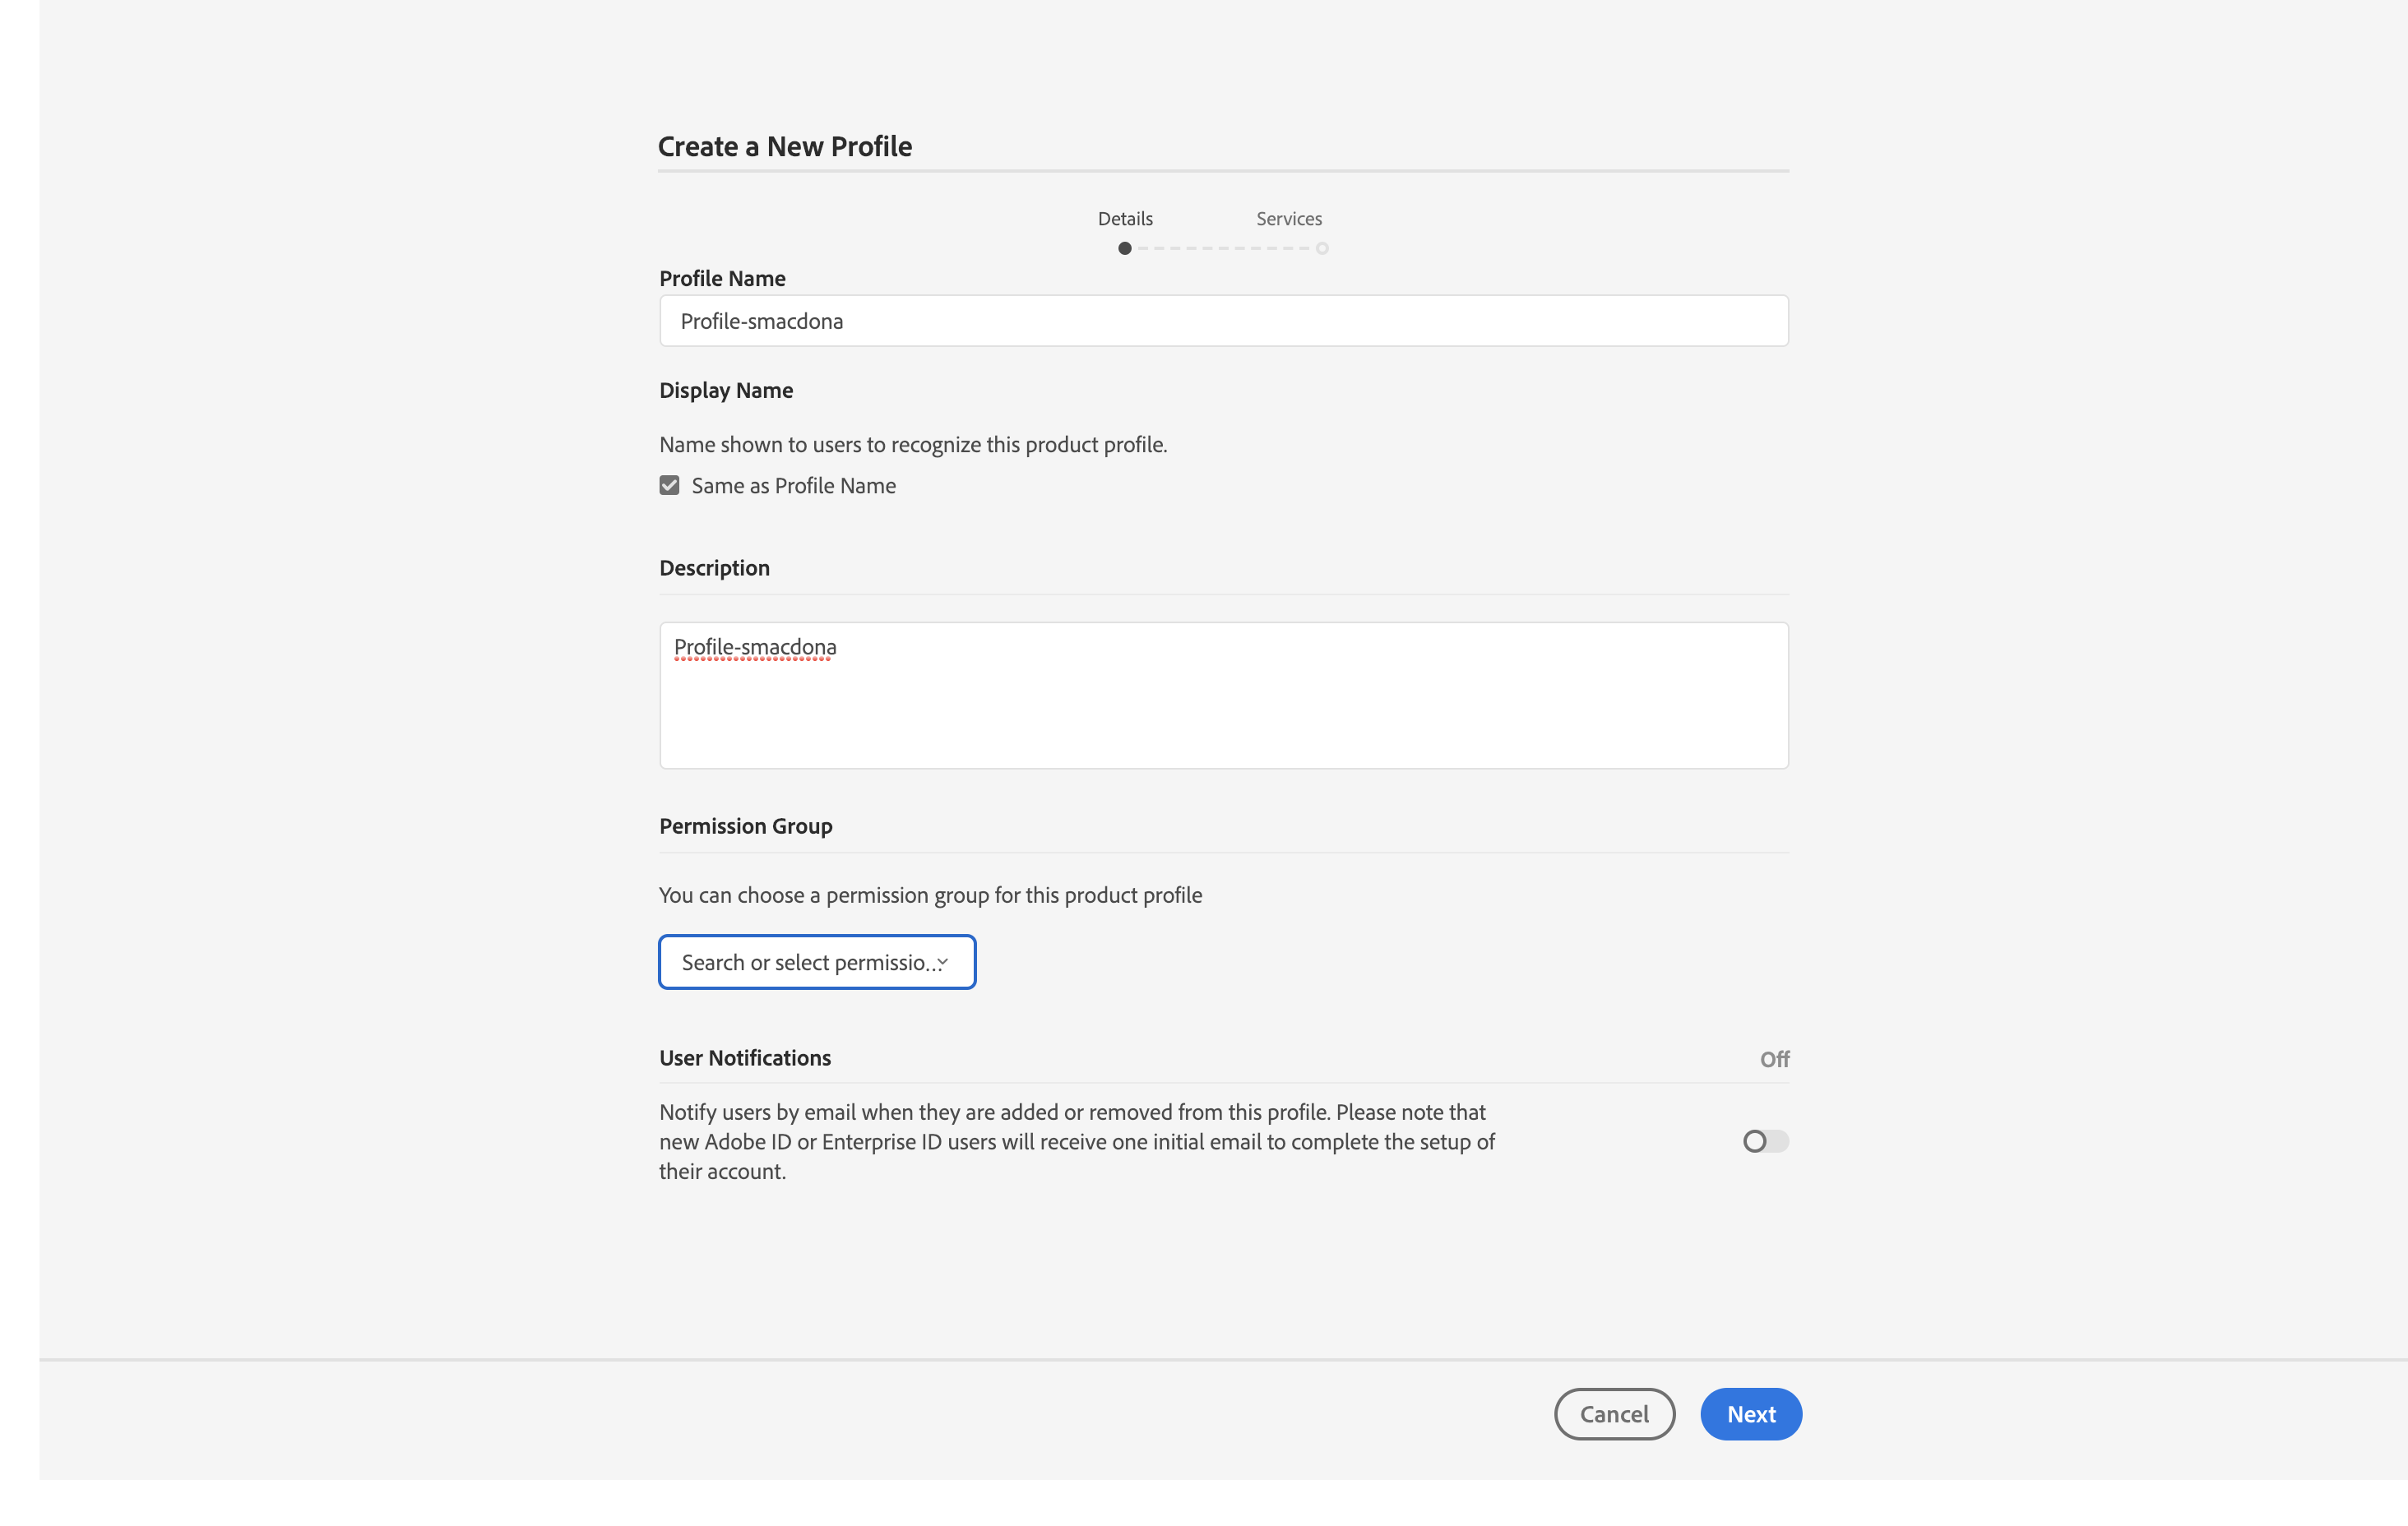 Create a New Profile
Details
Services
Profile Name
Profile-smacdona
Display Name
Name shown to users to recognize this product profile.
Same as Profile Name
Description
Profile-smacdona
Permission Group
You can choose a permission group for this product profile
Search or select permissio...
User Notifications
Off
Notify users by email when they are added or removed from this profile. Please note that
new Adobe ID or Enterprise ID users will receive one initial email to complete the setup of
their account.
Cancel
Next